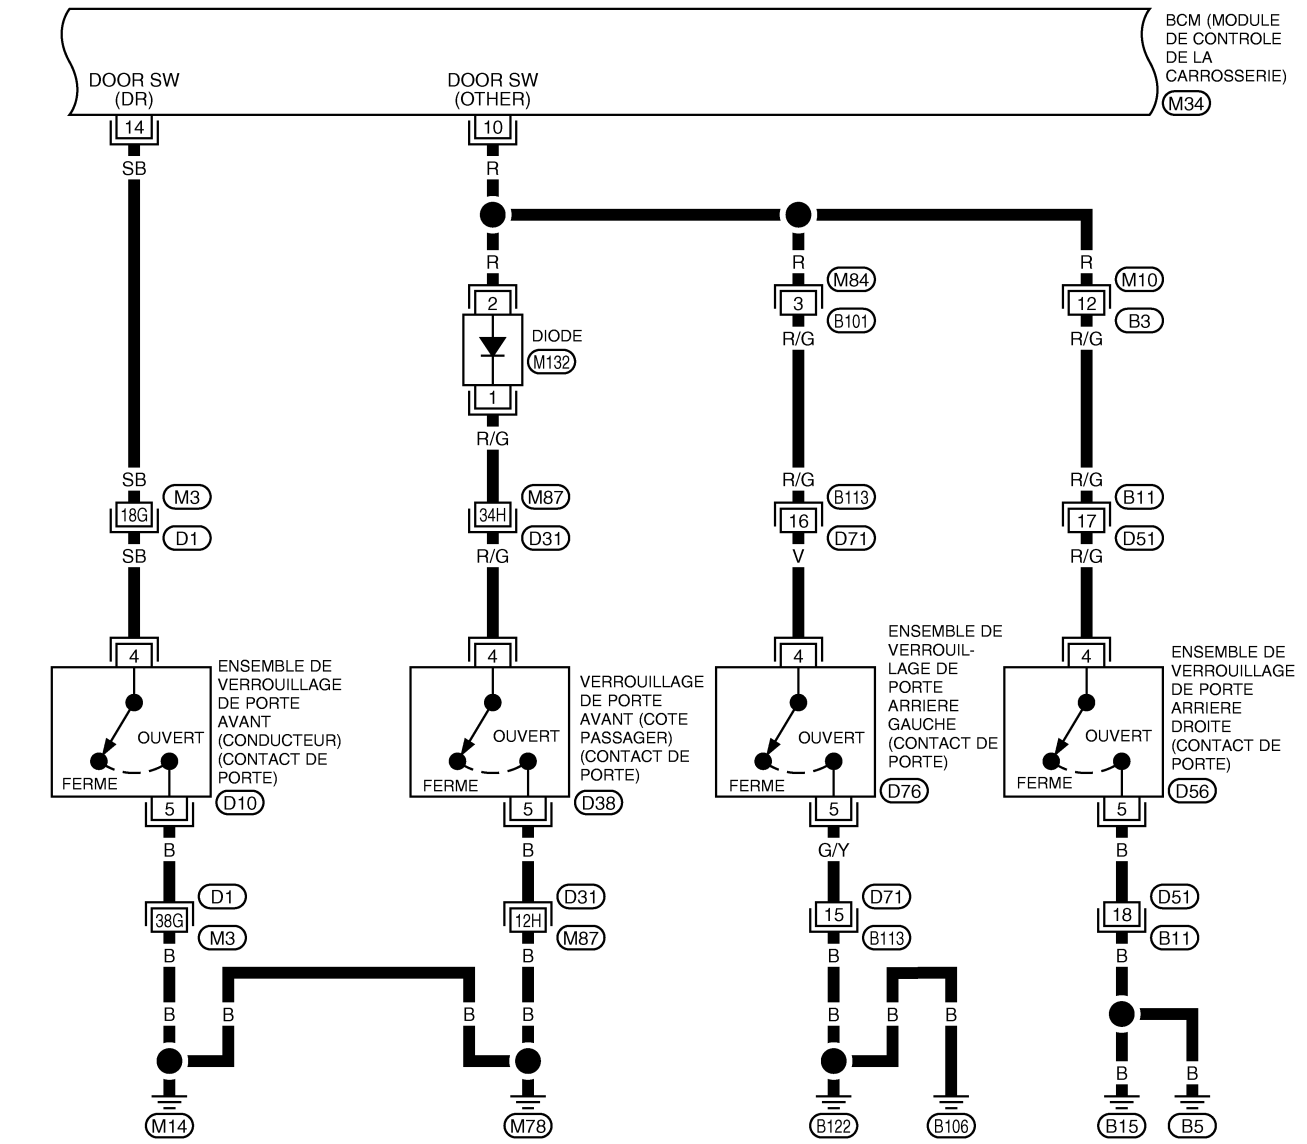 BCM (MODULE
DE CONTROLE
DE LA
CARROSSERIE)
M34
DOOR SW
(DR)
DOOR SW
(OTHER)
14
10
SB
R
R
R
R
M84
M10
2
3
12
DIODE
M132
B101
B3
R/G
R/G
1
R/G
SB
R/G
R/G
M3
M87
B113
B11
18G
34H
16
17
D1
D31
D71
D51
SB
R/G
V
R/G
4
4
4
4
ENSEMBLE DE
VERROUILLAGE
DE PORTE
AVANT
(CONDUCTEUR)
(CONTACT DE
PORTE)
D10
VERROUILLAGE
DE PORTE
AVANT (COTE
PASSAGER)
(CONTACT DE
PORTE)
D38
ENSEMBLE DE
VERROUIL-
LAGE DE
PORTE
ARRIERE
GAUCHE
(CONTACT DE
PORTE)
D76
ENSEMBLE DE
VERROUILLAGE
DE PORTE
ARRIERE
DROITE
(CONTACT DE
PORTE)
D56
OUVERT
OUVERT
OUVERT
OUVERT
FERME
FERME
FERME
FERME
5
5
5
5
B
B
G/Y
B
D1
D31
D71
D51
38G
12H
15
18
M3
M87
B113
B11
B
B
B
B
B
B
B
B
B
B
B
B
B
M14
M78
B122
B106
B15
B5